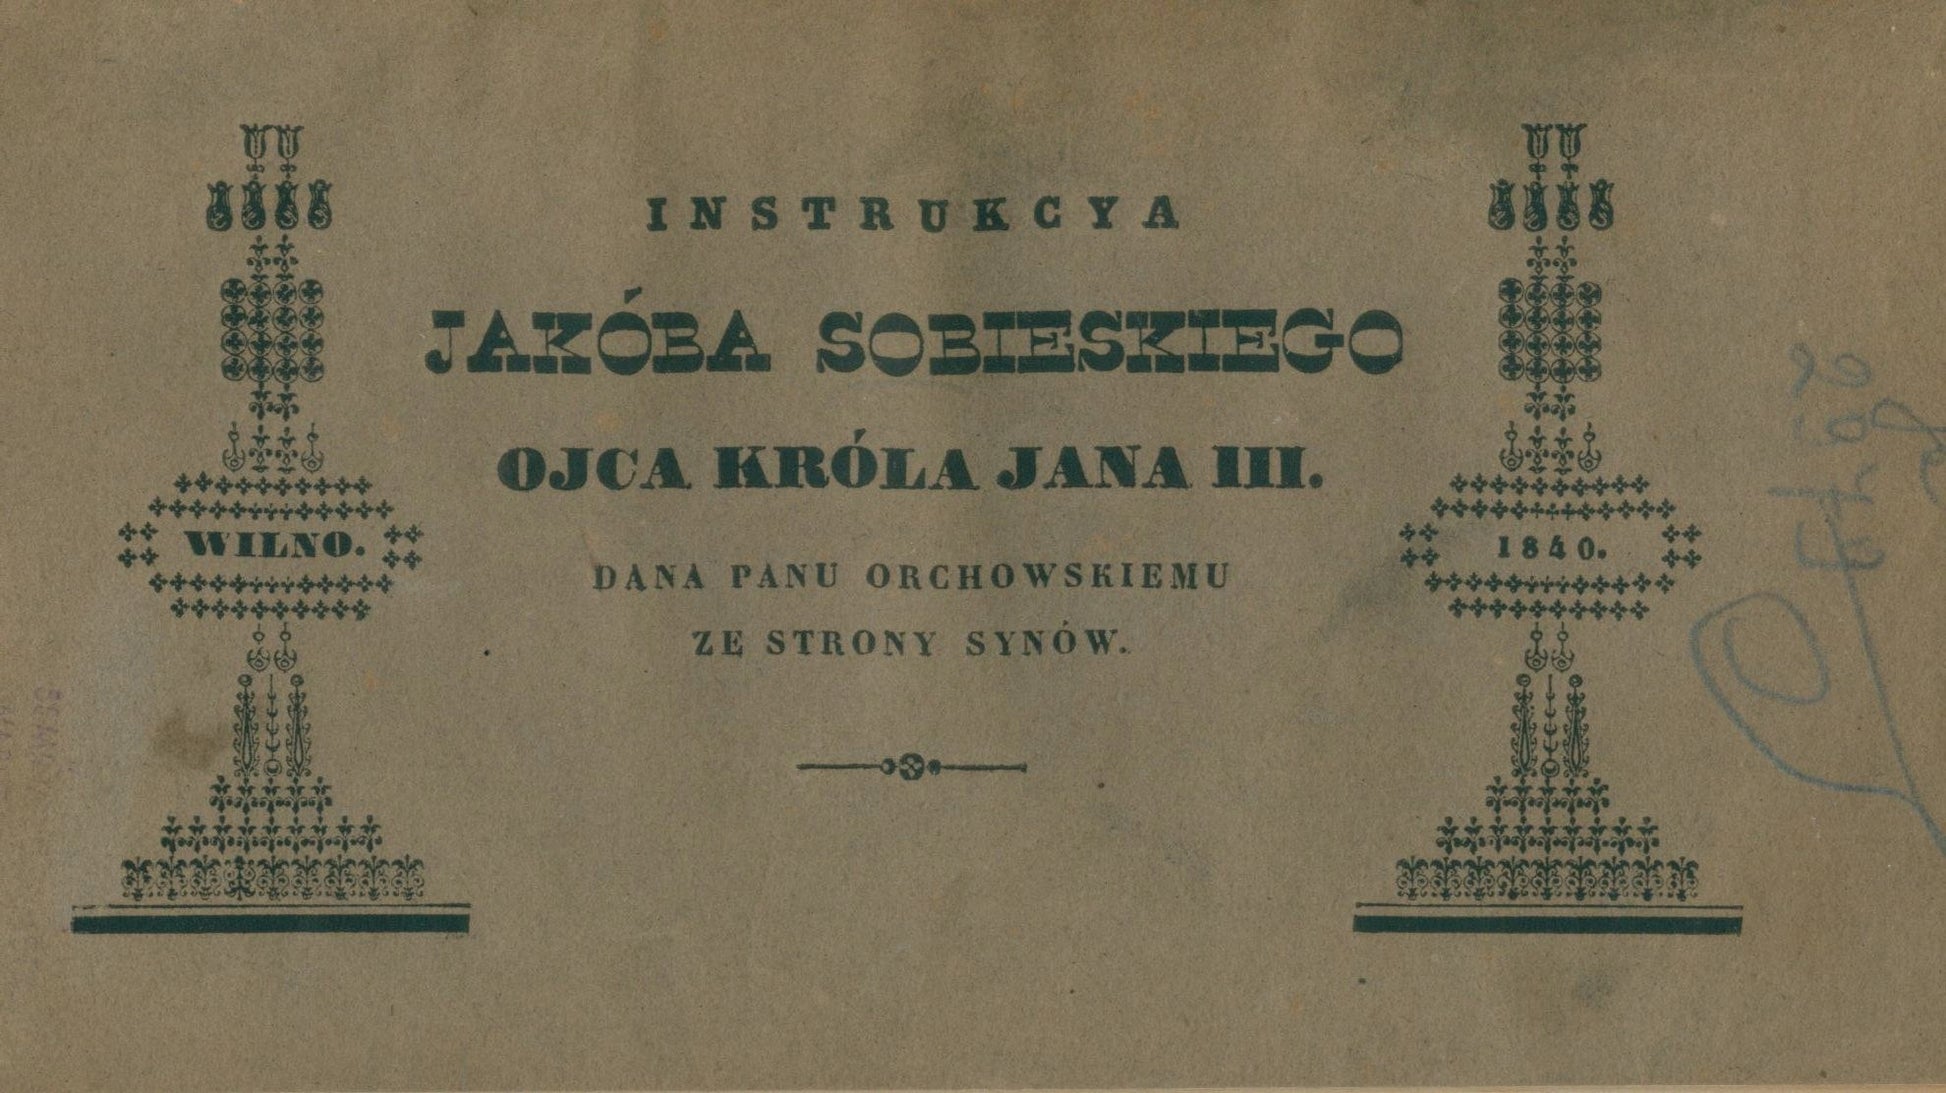 INSTRUKCYA
JAKÓBA SOBIESKIEGO
OJCA KRÓLA JANA III.
DANA PANU ORCHOWSKIEMU
ZE STRONY SYNÓW.
WILNO.
1840.